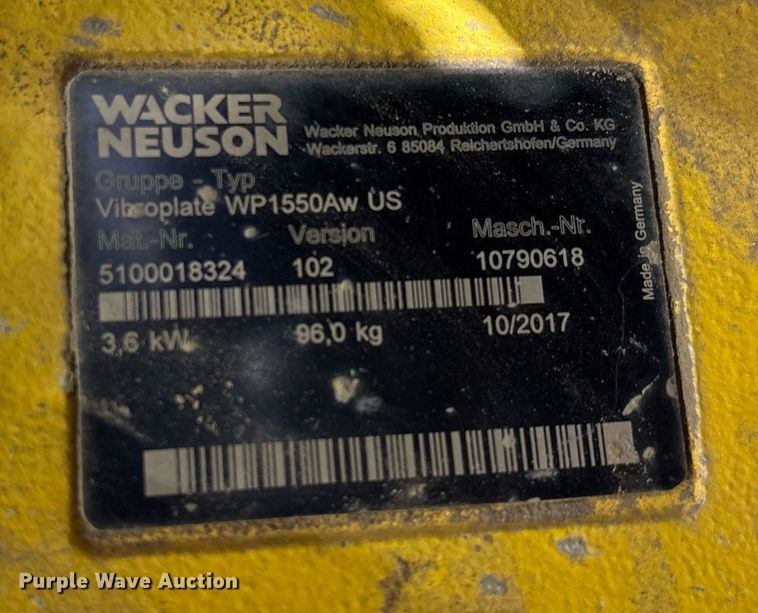 WACKER
NEUSON
Wacker Neuson Produktion GmbH & Co. KG
Wackerstr. 6 85084 Reichertshofen/Germany
Gruppe - Typ
Vibroplate WP1550Aw US
Mat.-Nr. Version Masch.-Nr.
5100018324 102 10790618
3,6 kW 96,0 kg 10/2017
Made in Germany
Purple Wave Auction